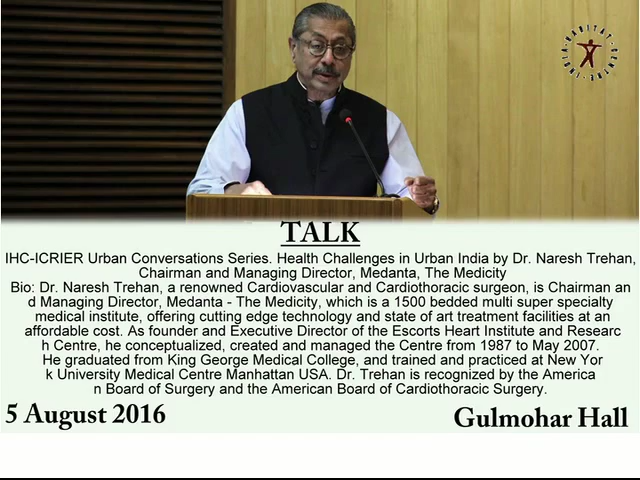 INDIA·HABITAT·CENTRE
TALK
IHC-ICRIER Urban Conversations Series. Health Challenges in Urban India by Dr. Naresh Trehan,
Chairman and Managing Director, Medanta, The Medicity
Bio: Dr. Naresh Trehan, a renowned Cardiovascular and Cardiothoracic surgeon, is Chairman an
d Managing Director, Medanta - The Medicity, which is a 1500 bedded multi super specialty
medical institute, offering cutting edge technology and state of art treatment facilities at an
affordable cost. As founder and Executive Director of the Escorts Heart Institute and Researc
h Centre, he conceptualized, created and managed the Centre from 1987 to May 2007.
He graduated from King George Medical College, and trained and practiced at New Yor
k University Medical Centre Manhattan USA. Dr. Trehan is recognized by the America
n Board of Surgery and the American Board of Cardiothoracic Surgery.
5 August 2016
Gulmohar Hall